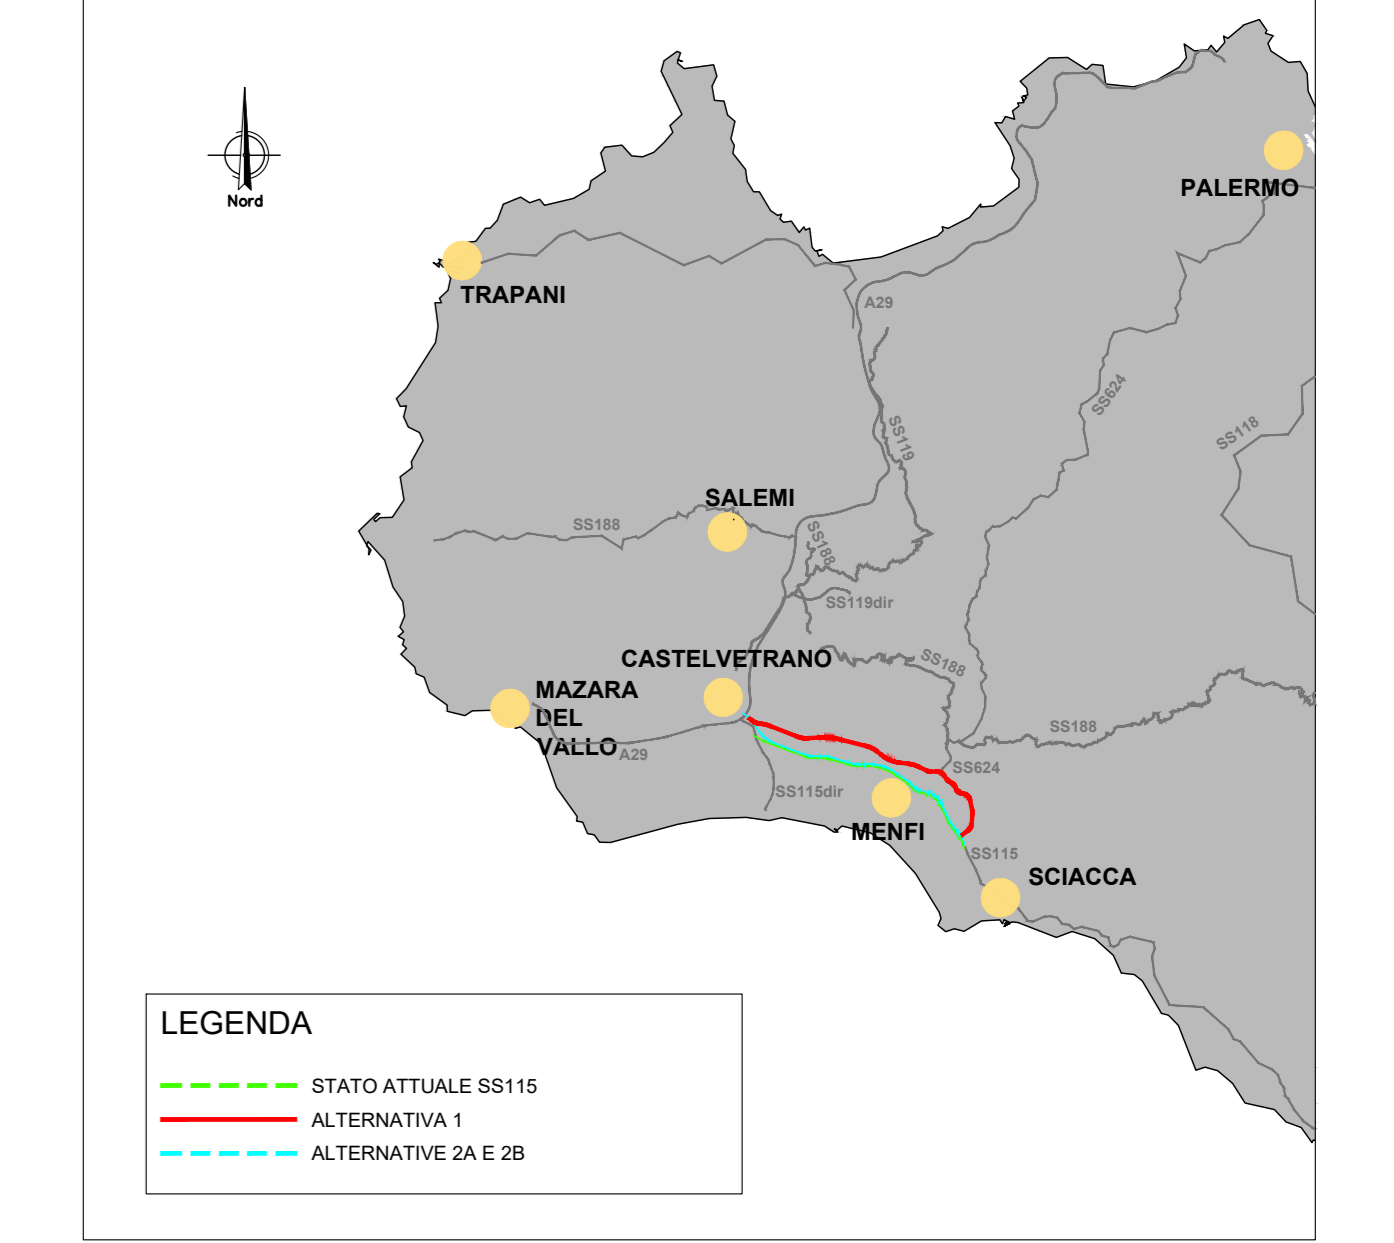 Nord
PALERMO
TRAPANI
A29
SS624
SS119
SS118
SALEMI
SS188
SS188
SS119dir
CASTELVETRANO
SS188
MAZARA
DEL
VALLO
A29
SS188
SS624
SS115dir
MENFI
SS115
SCIACCA
LEGENDA
STATO ATTUALE SS115
ALTERNATIVA 1
ALTERNATIVE 2A E 2B